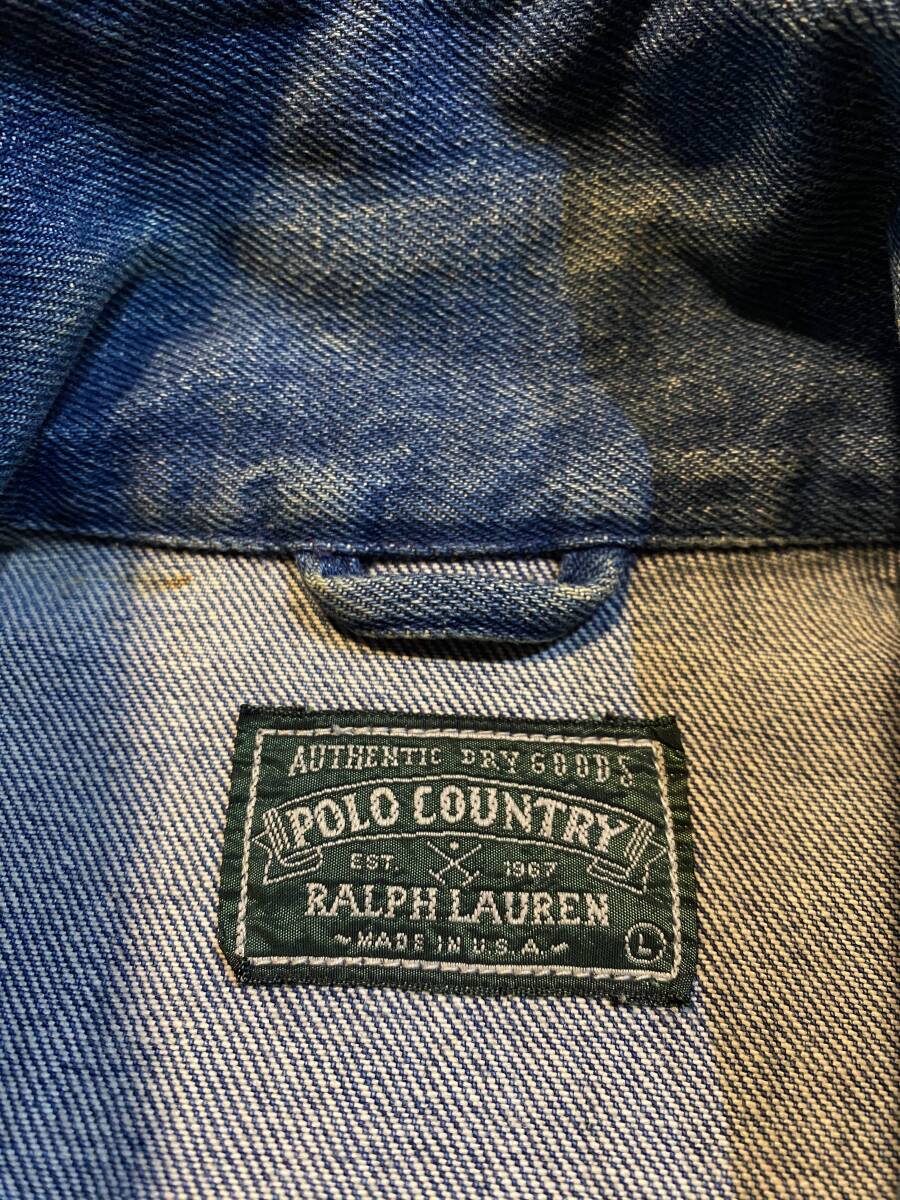 AUTHENTIC DRY GOODS
POLO COUNTRY
EST. 1967
RALPH LAUREN
~MADE IN U.S.A.~
L